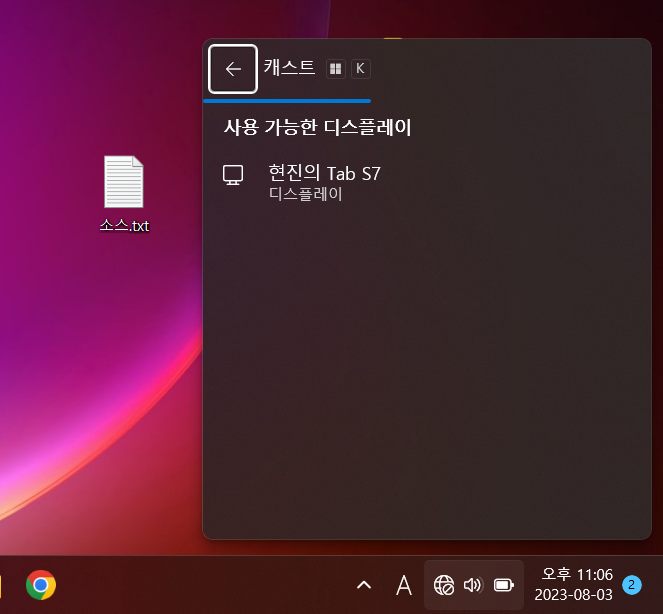 캐스트 K
사용 가능한 디스플레이
현진의 Tab S7
디스플레이
소스.txt
A
오후 11:06
2023-08-03
2